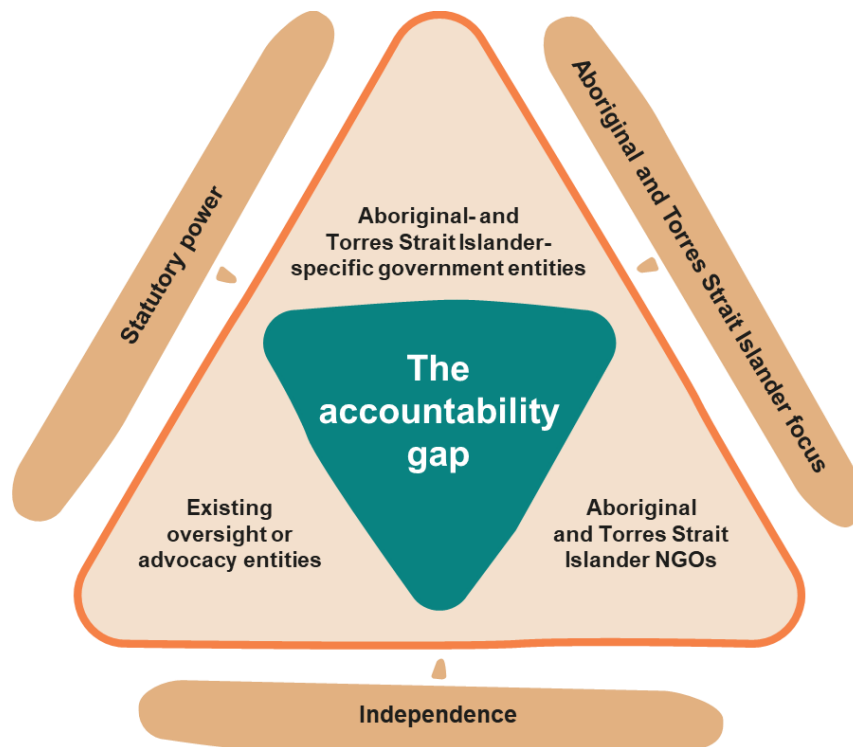 Statutory power
Aboriginal and Torres Strait Islander focus
Aboriginal- and
Torres Strait Islander-
specific government entities
The
accountability
gap
Existing
oversight or
advocacy entities
Aboriginal
and Torres Strait
Islander NGOs
Independence